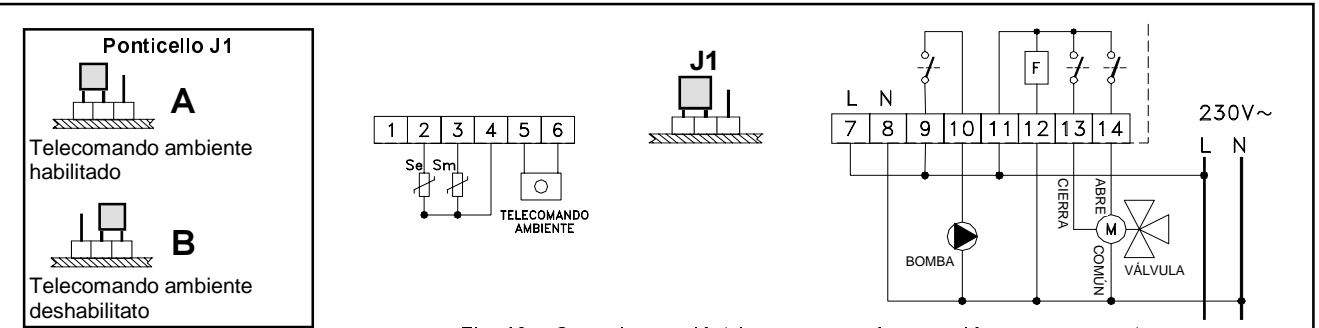 Ponticello J1
A
Telecomando ambiente
habilitado
B
Telecomando ambiente
deshabilitato
1 2 3 4 5 6
Se Sm
TELECOMANDO
AMBIENTE
J1
F
L N
7 8 9 10 11 12 13 14
230V~
L N
CIERRA
ABRE
M
COMÚN
BOMBA
VÁLVULA